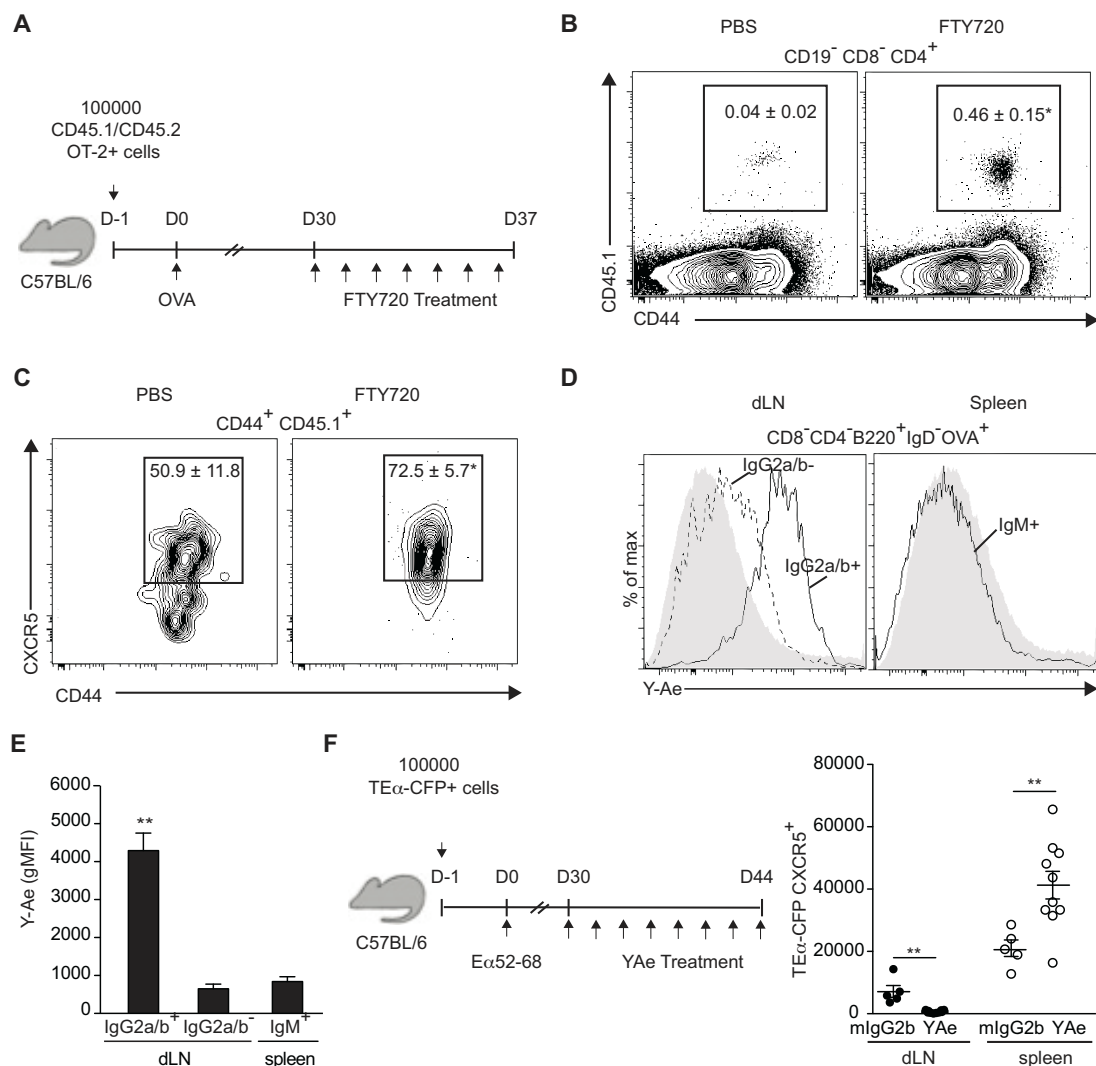 A
100000
CD45.1/CD45.2
OT-2+ cells
D-1 D0 D30 D37
C57BL/6
OVA FTY720 Treatment
B
PBS FTY720
CD19⁻ CD8⁻ CD4⁺
0.04 ± 0.02 0.46 ± 0.15*
CD45.1
CD44
C
PBS FTY720
CD44⁺ CD45.1⁺
50.9 ± 11.8 72.5 ± 5.7*
CXCR5
CD44
D
dLN Spleen
CD8⁻CD4⁻B220⁺IgD⁻OVA⁺
IgG2a/b-
IgG2a/b+
IgM+
% of max
Y-Ae
E
Y-Ae (gMFI)
6000
5000
4000
3000
2000
1000
0
**
IgG2a/b⁺ IgG2a/b⁻ IgM⁺
dLN spleen
F
100000
TEα-CFP+ cells
D-1 D0 D30 D44
C57BL/6
Eα52-68 YAe Treatment
TEα-CFP CXCR5⁺
80000
60000
40000
20000
0
**
**
mIgG2b YAe mIgG2b YAe
dLN spleen